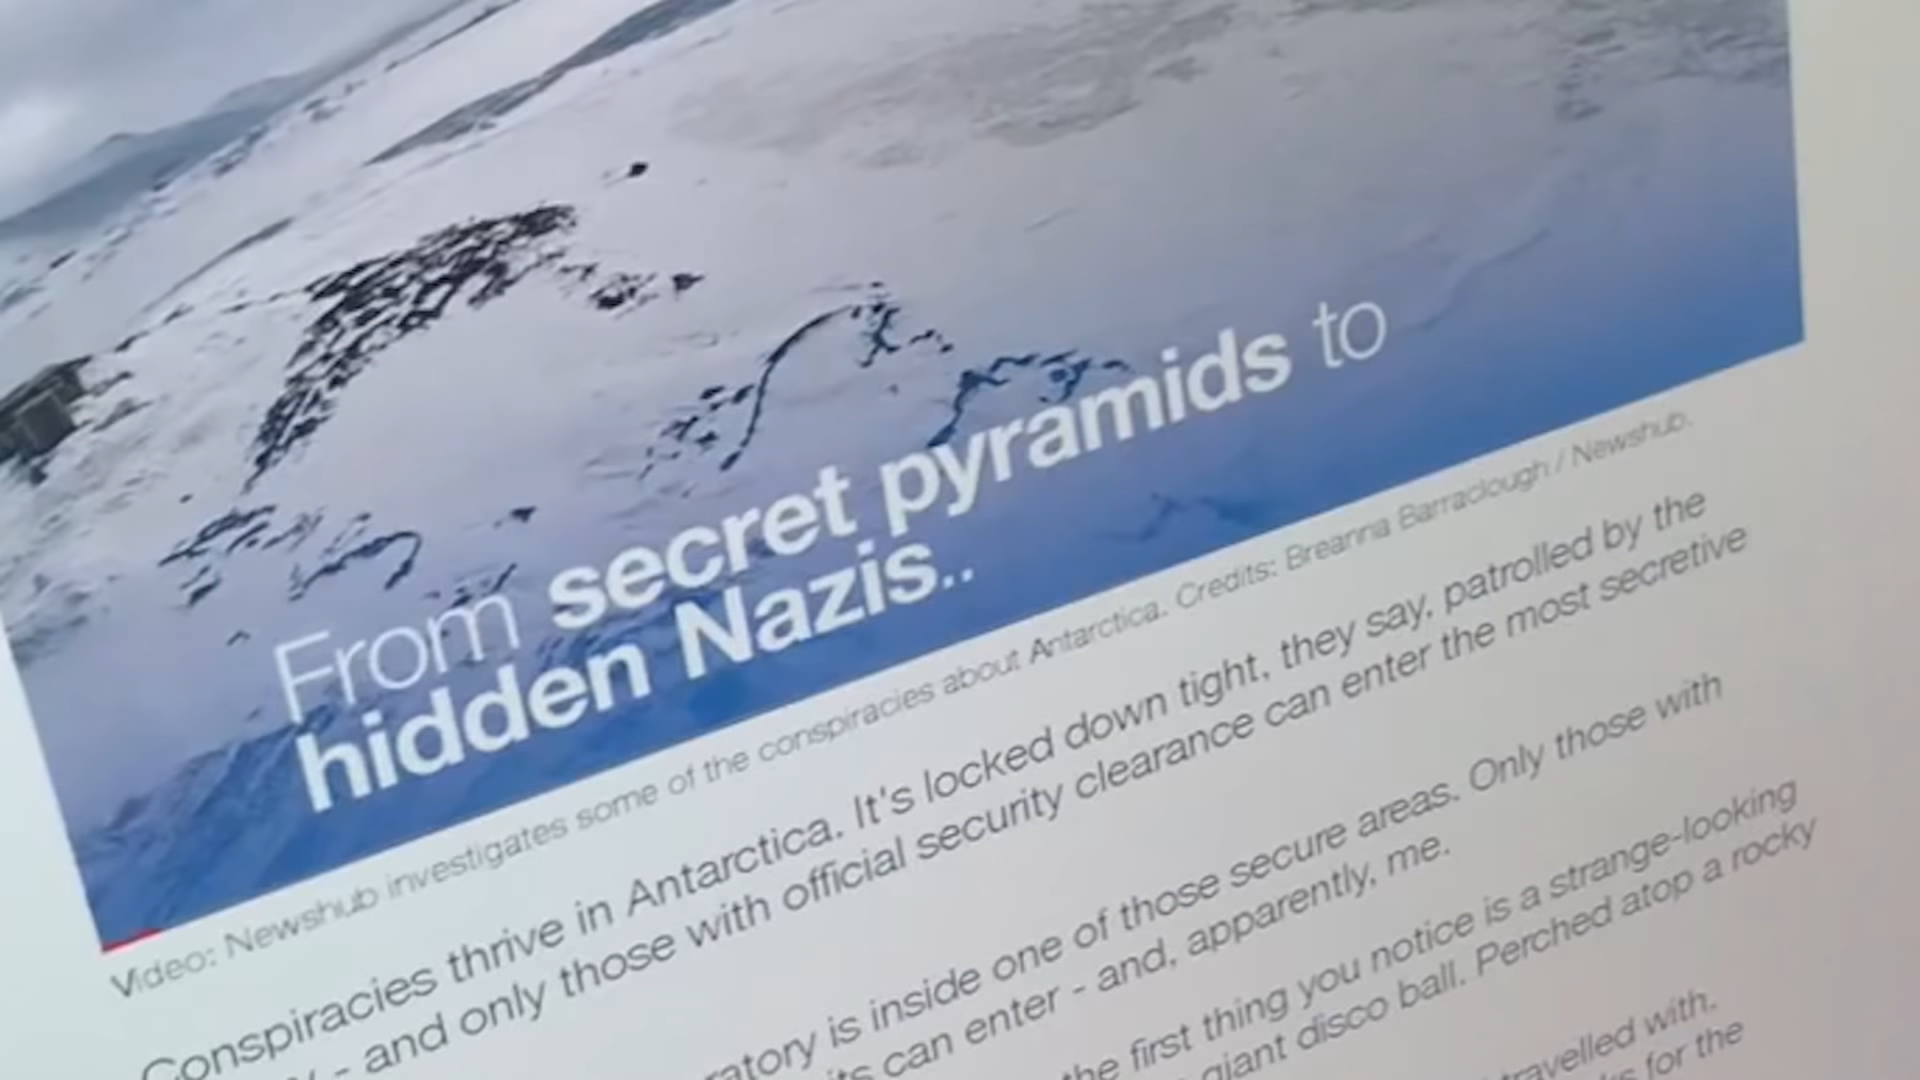 From secret pyramids to
hidden Nazis..
Video: Newshub investigates some of the conspiracies about Antarctica. Credits: Breanna Barraclough / Newshub.
Conspiracies thrive in Antarctica. It's locked down tight, they say, patrolled by the
- and only those with official security clearance can enter the most secretive
is inside one of those secure areas. Only those with
can enter - and, apparently, me.
the first thing you notice is a strange-looking
giant disco ball. Perched atop a rocky
travelled with.
for the